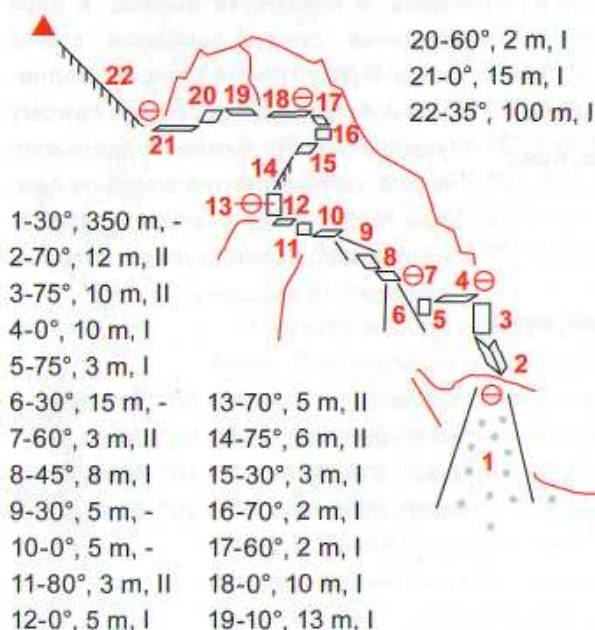 20-60°, 2 m, I
21-0°, 15 m, I
22-35°, 100 m, I
22
20
19
18
17
21
16
15
14
13
12
10
9
11
8
7
4
6
5
3
2
1
1-30°, 350 m, -
2-70°, 12 m, II
3-75°, 10 m, II
4-0°, 10 m, I
5-75°, 3 m, I
6-30°, 15 m, -
7-60°, 3 m, II
8-45°, 8 m, I
9-30°, 5 m, -
10-0°, 5 m, -
11-80°, 3 m, II
12-0°, 5 m, I
13-70°, 5 m, II
14-75°, 6 m, II
15-30°, 3 m, I
16-70°, 2 m, I
17-60°, 2 m, I
18-0°, 10 m, I
19-10°, 13 m, I